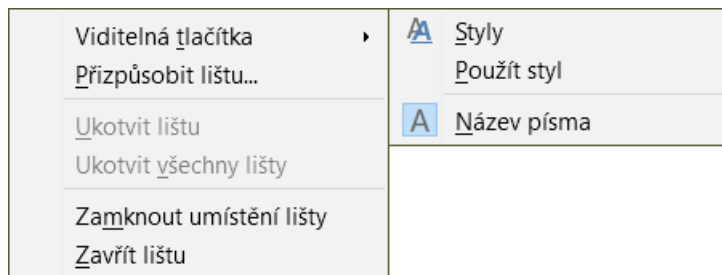 Viditelná tlačítka
Přizpůsobit lištu...
Ukotvit lištu
Ukotvit všechny lišty
Zamknout umístění lišty
Zavřít lištu
Styly
Použít styl
Název písma